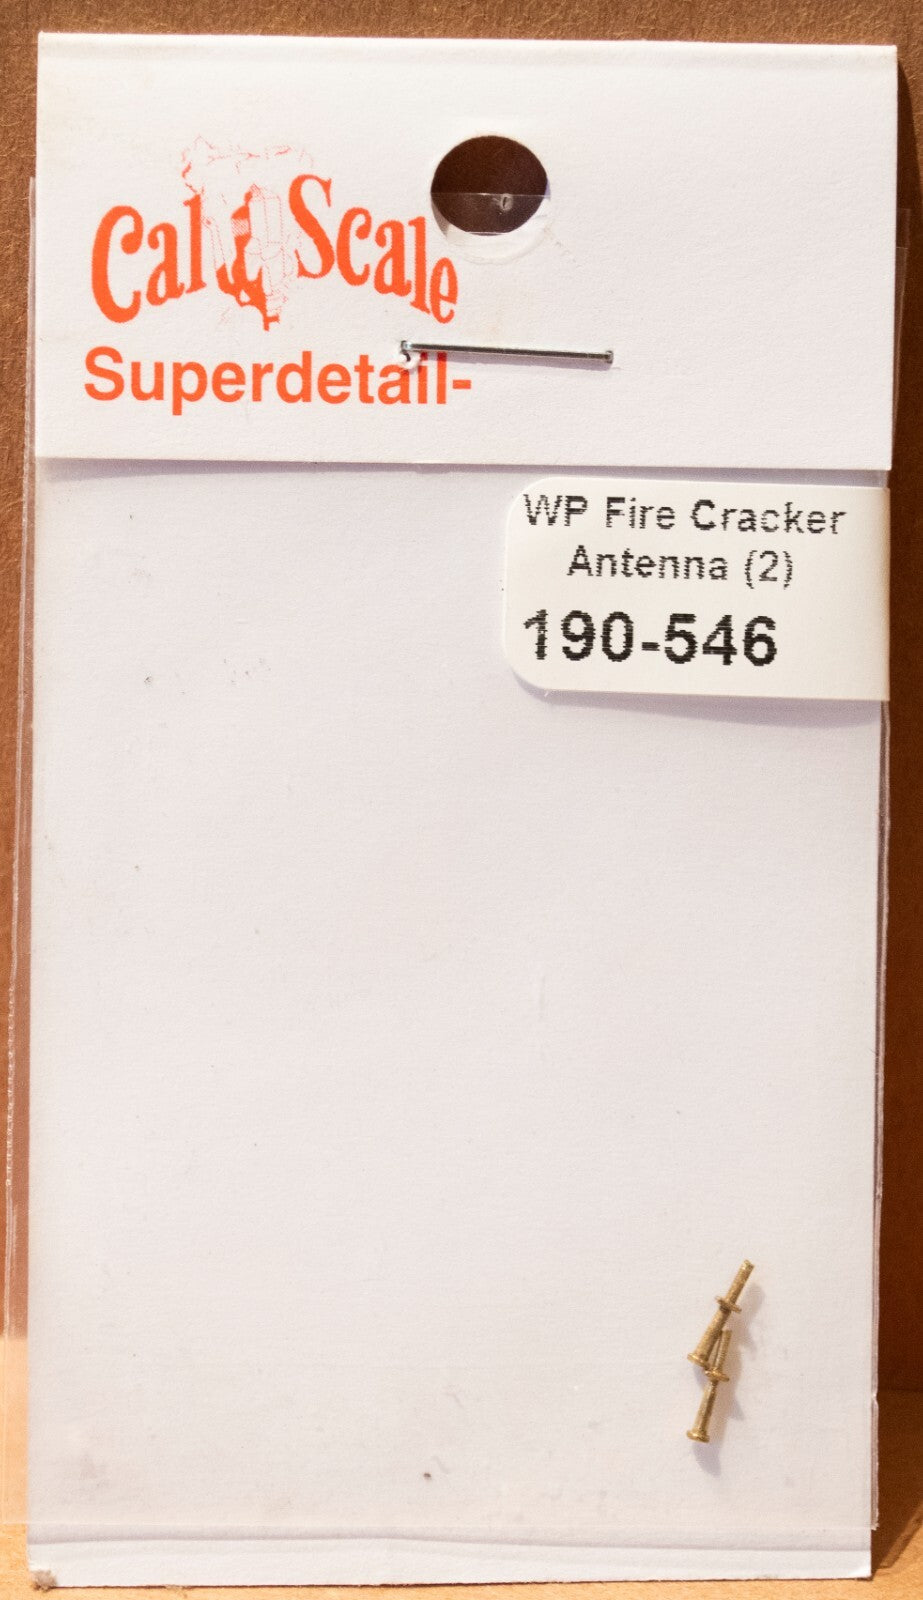 Cal Scale
Superdetail-
WP Fire Cracker
Antenna (2)
190-546